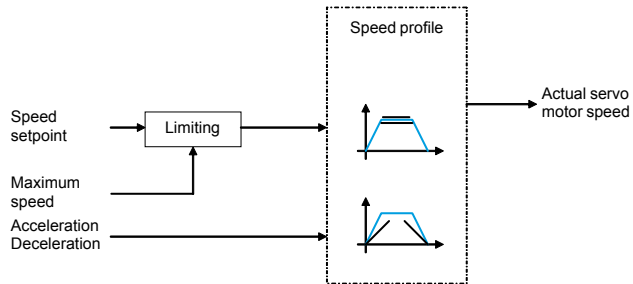 Speed profile
Actual servo
motor speed
Speed
setpoint
Limiting
Maximum
speed
Acceleration
Deceleration